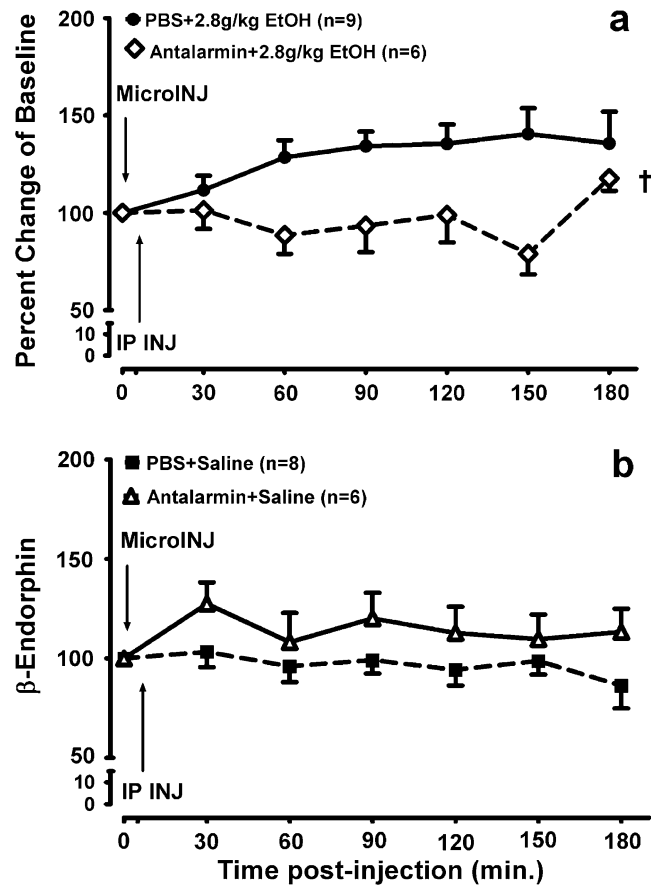 PBS+2.8g/kg EtOH (n=9)
Antalarmin+2.8g/kg EtOH (n=6)
a
200
150
100
50
10
0
MicroINJ
IP INJ
†
Percent Change of Baseline
0 30 60 90 120 150 180
PBS+Saline (n=8)
Antalarmin+Saline (n=6)
b
200
150
100
50
10
0
MicroINJ
IP INJ
β-Endorphin
0 30 60 90 120 150 180
Time post-injection (min.)